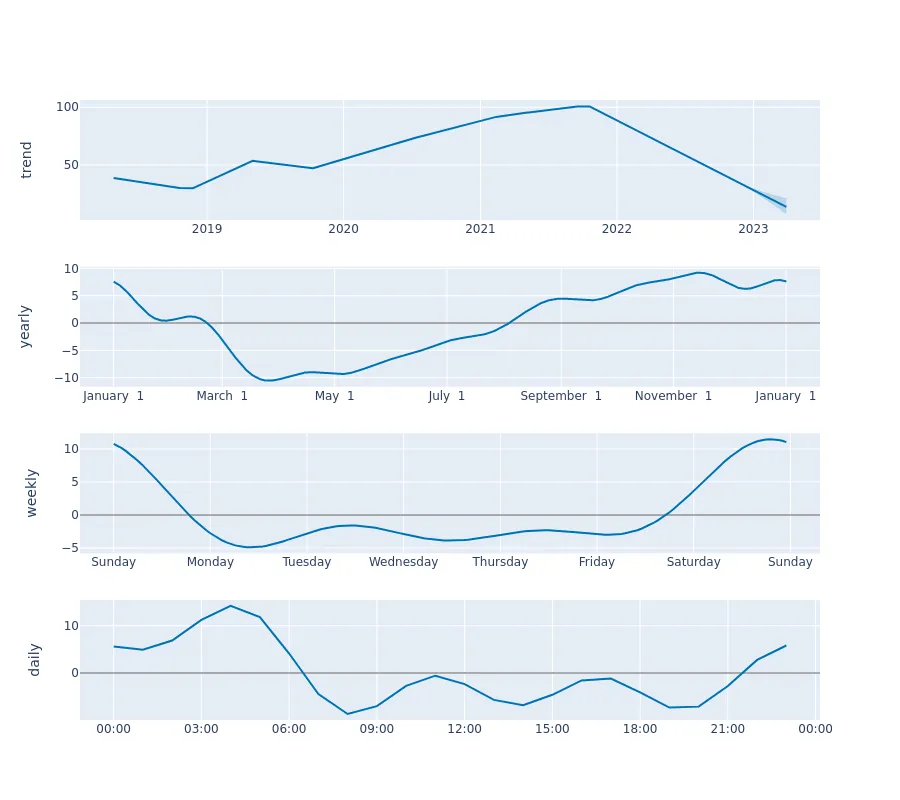 trend
100
50
2019 2020 2021 2022 2023
yearly
10
5
0
−5
−10
January 1 March 1 May 1 July 1 September 1 November 1 January 1
weekly
10
5
0
−5
Sunday Monday Tuesday Wednesday Thursday Friday Saturday Sunday
daily
10
0
00:00 03:00 06:00 09:00 12:00 15:00 18:00 21:00 00:00